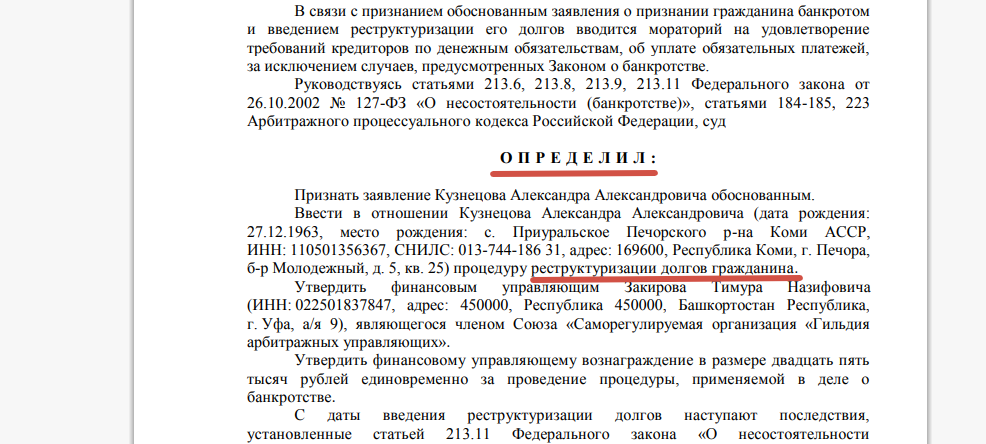 В связи с признанием обоснованным заявления о признании гражданина банкротом
и введением реструктуризации его долгов вводится мораторий на удовлетворение
требований кредиторов по денежным обязательствам, об уплате обязательных платежей,
за исключением случаев, предусмотренных Законом о банкротстве.
Руководствуясь статьями 213.6, 213.8, 213.9, 213.11 Федерального закона от
26.10.2002 № 127-ФЗ «О несостоятельности (банкротстве)», статьями 184-185, 223
Арбитражного процессуального кодекса Российской Федерации, суд
О П Р Е Д Е Л И Л :
Признать заявление Кузнецова Александра Александровича обоснованным.
Ввести в отношении Кузнецова Александра Александровича (дата рождения:
27.12.1963, место рождения: с. Приуральское Печорского р-на Коми АССР,
ИНН: 110501356367, СНИЛС: 013-744-186 31, адрес: 169600, Республика Коми, г. Печора,
б-р Молодежный, д. 5, кв. 25) процедуру реструктуризации долгов гражданина.
Утвердить финансовым управляющим Закирова Тимура Назифовича
(ИНН: 022501837847, адрес: 450000, Республика 450000, Башкортостан Республика,
г. Уфа, а/я 9), являющегося членом Союза «Саморегулируемая организация «Гильдия
арбитражных управляющих».
Утвердить финансовому управляющему вознаграждение в размере двадцать пять
тысяч рублей единовременно за проведение процедуры, применяемой в деле о
банкротстве.
С даты введения реструктуризации долгов наступают последствия,
установленные статьей 213.11 Федерального закона «О несостоятельности